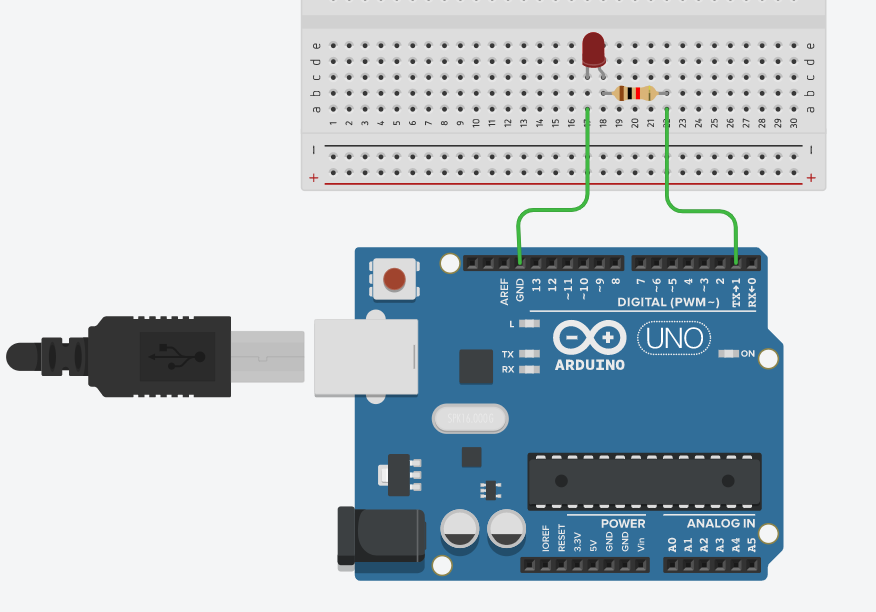 e e
d d
c c
b b
a a
1 2 3 4 5 6 7 8 9 10 11 12 13 14 15 16 17 18 19 20 21 22 23 24 25 26 27 28 29 30
− −
+ +
AREF GND 13 12 ~11 ~10 ~9 8 7 ~6 ~5 4 ~3 2 TX→1 RX←0
DIGITAL (PWM~)
L
TX
RX
UNO
ON
ARDUINO
POWER ANALOG IN
IOREF RESET 3.3V 5V GND GND Vin A0 A1 A2 A3 A4 A5